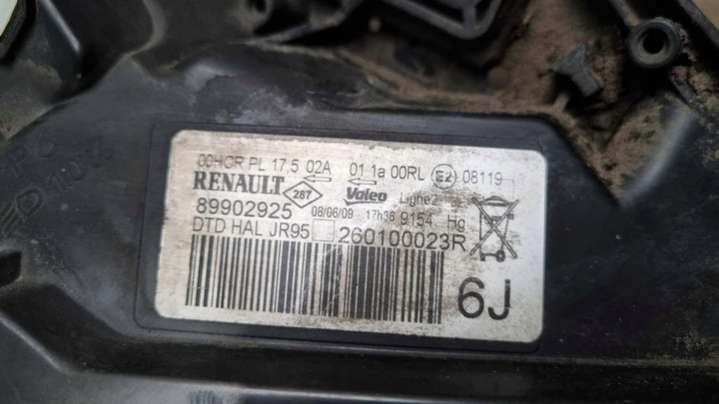 00HCR PL 17.5 02A 01 1a 00RL E2 08119
RENAULT 287 Valeo Ligne2
89902925 08/06/09 17h38 9154 Hg
DTD HAL JR95 260100023R
6J